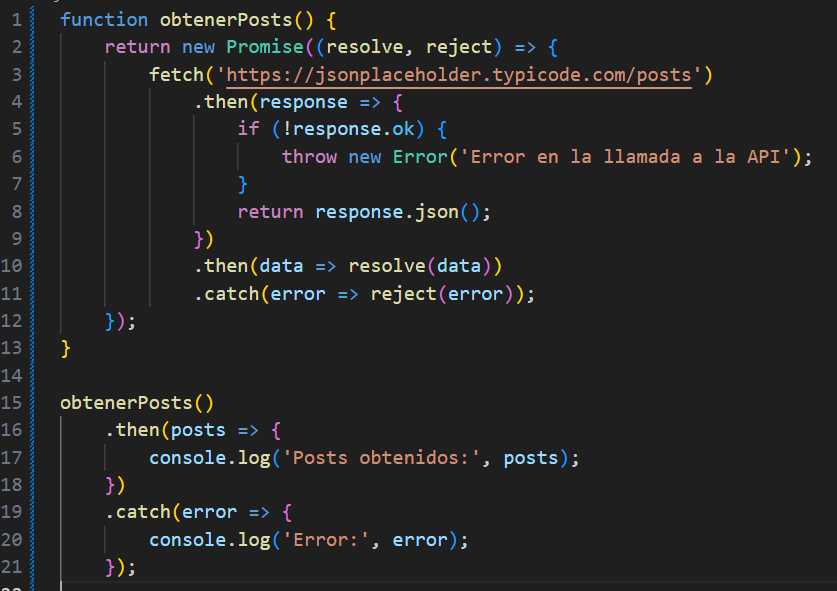 1 function obtenerPosts() {
2     return new Promise((resolve, reject) => {
3         fetch('https://jsonplaceholder.typicode.com/posts')
4             .then(response => {
5                 if (!response.ok) {
6                     throw new Error('Error en la llamada a la API');
7                 }
8                 return response.json();
9             })
10             .then(data => resolve(data))
11             .catch(error => reject(error));
12     });
13 }
14
15 obtenerPosts()
16     .then(posts => {
17         console.log('Posts obtenidos:', posts);
18     })
19     .catch(error => {
20         console.log('Error:', error);
21     });